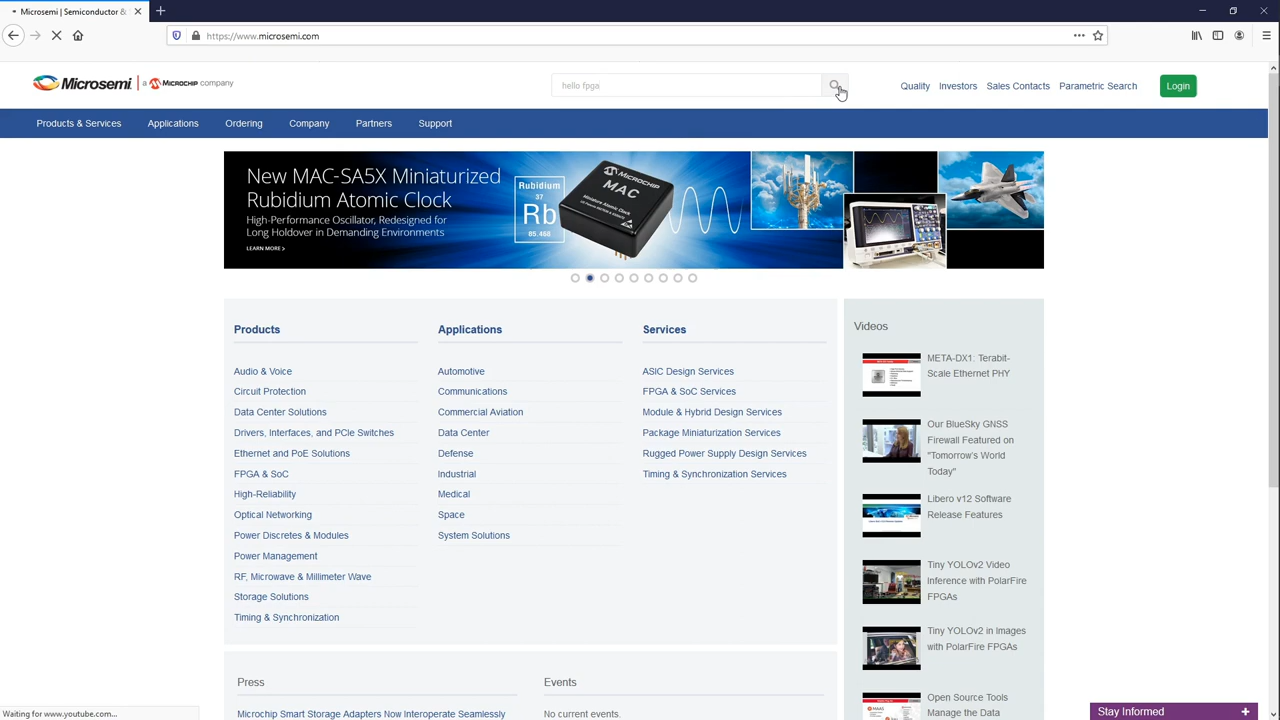 Microsemi | Semiconductor &
https://www.microsemi.com
Microsemi | a MICROCHIP company
hello fpga
Quality
Investors
Sales Contacts
Parametric Search
Login
Products & Services
Applications
Ordering
Company
Partners
Support
New MAC-SA5X Miniaturized
Rubidium Atomic Clock
High-Performance Oscillator, Redesigned for
Long Holdover in Demanding Environments
LEARN MORE >
Rubidium
37
Rb
85.468
MICROCHIP
MAC
Products
Audio & Voice
Circuit Protection
Data Center Solutions
Drivers, Interfaces, and PCIe Switches
Ethernet and PoE Solutions
FPGA & SoC
High-Reliability
Optical Networking
Power Discretes & Modules
Power Management
RF, Microwave & Millimeter Wave
Storage Solutions
Timing & Synchronization
Applications
Automotive
Communications
Commercial Aviation
Data Center
Defense
Industrial
Medical
Space
System Solutions
Services
ASIC Design Services
FPGA & SoC Services
Module & Hybrid Design Services
Package Miniaturization Services
Rugged Power Supply Design Services
Timing & Synchronization Services
Videos
META-DX1: Terabit-
Scale Ethernet PHY
Our BlueSky GNSS
Firewall Featured on
"Tomorrow's World
Today"
Libero v12 Software
Release Features
Tiny YOLOv2 Video
Inference with PolarFire
FPGAs
Tiny YOLOv2 in Images
with PolarFire FPGAs
Open Source Tools
Manage the Data
Press
Microchip Smart Storage Adapters Now Interoperate Seamlessly
Events
No current events.
Stay Informed +
Waiting for www.youtube.com...